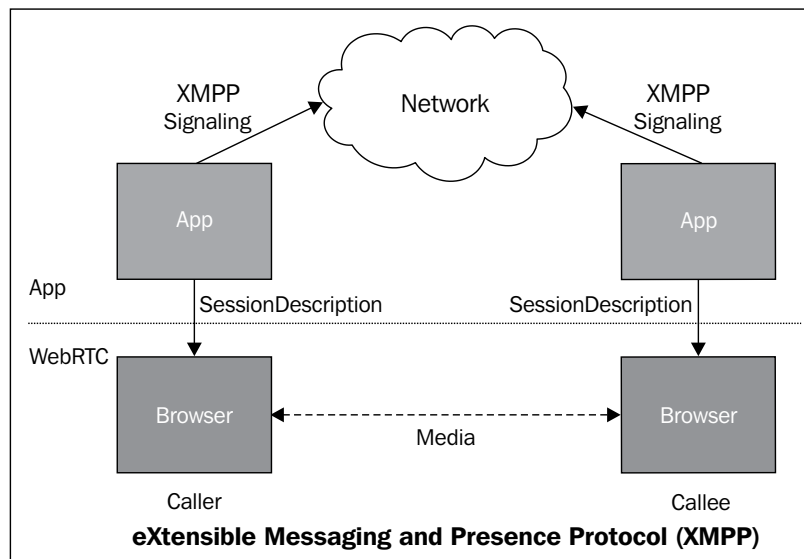 XMPP
Signaling
Network
XMPP
Signaling
App
App
App
SessionDescription
SessionDescription
WebRTC
Browser
Browser
Media
Caller
Callee
eXtensible Messaging and Presence Protocol (XMPP)